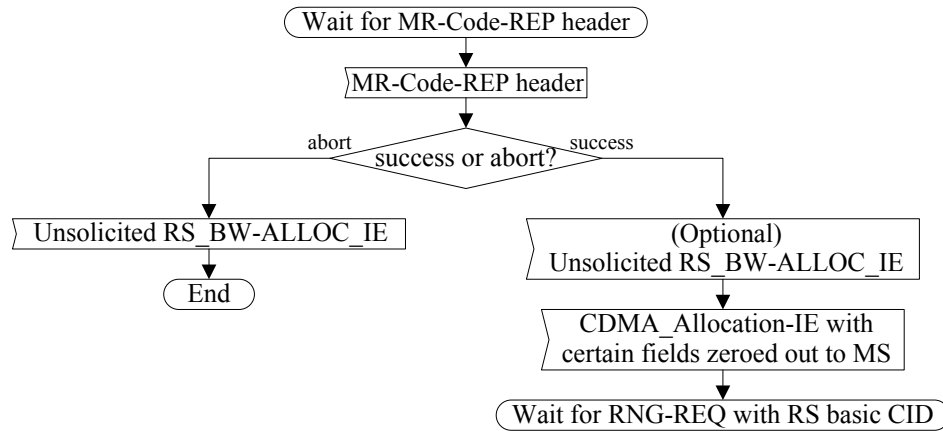 Wait for MR-Code-REP header
MR-Code-REP header
abort
success or abort?
success
Unsolicited RS_BW-ALLOC_IE
End
(Optional)
Unsolicited RS_BW-ALLOC_IE
CDMA_Allocation-IE with
certain fields zeroed out to MS
Wait for RNG-REQ with RS basic CID